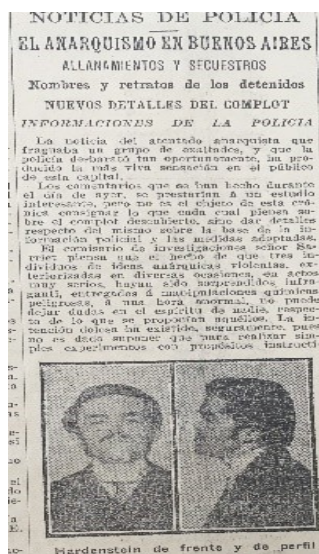 NOTICIAS DE POLICIA
EL ANARQUISMO EN BUENOS AIRES
ALLANAMIENTOS Y SECUESTROS
Nombres y retratos de los detenidos
NUEVOS DETALLES DEL COMPLOT
INFORMACIONES DE LA POLICIA
La noticia del atentado anarquista que
fraguaba un grupo de exaltados, y que la
policía desbarató tan oportunamente, ha pro-
ducido la más viva sensación en el público
de esta capital.
Los comentarios que se han hecho durante
el día de ayer, se prestarían á un estudio
interesante, pero no es el objeto de esta cró-
nica consignar lo que cada cual piensa so-
bre el complot descubierto, sino dar detalles
respecto del mismo sobre la base de la in-
formación policial y las medidas adoptadas.
El comisario de investigaciones señor
piensa que el hecho de que tres in-
dividuos de ideas anárquicas violentas, ex-
teriorizadas en diversas ocasiones, en actos
muy serios, hayan sido sorprendidos infra-
ganti, entregados á manipulaciones químicas
peligrosas, á una hora anormal, no puede
dejar dudas en el espíritu de nadie, respec-
to de lo que se proponían aquéllos. La in-
tención dolosa ha existido, seguramente, pues
no es dado suponer que para realizar sim-
ples experimentos con propósitos instructi
Hardenstein de frente y de perfil